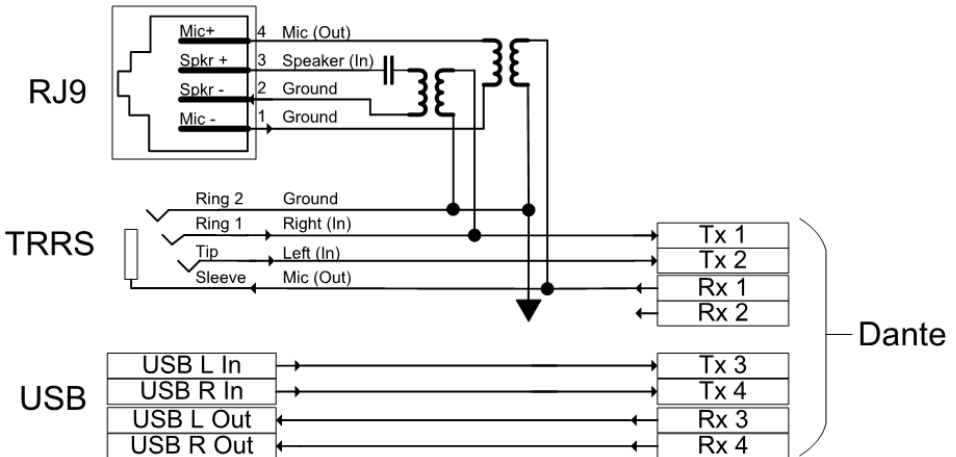 Mic+ 4 Mic (Out)
Spkr + 3 Speaker (In)
RJ9
Spkr - 2 Ground
Mic - 1 Ground
Ring 2 Ground
Ring 1 Right (In)
TRRS
Tip Left (In)
Sleeve Mic (Out)
Tx 1
Tx 2
Rx 1
Rx 2
Dante
USB
USB L In Tx 3
USB R In Tx 4
USB L Out Rx 3
USB R Out Rx 4